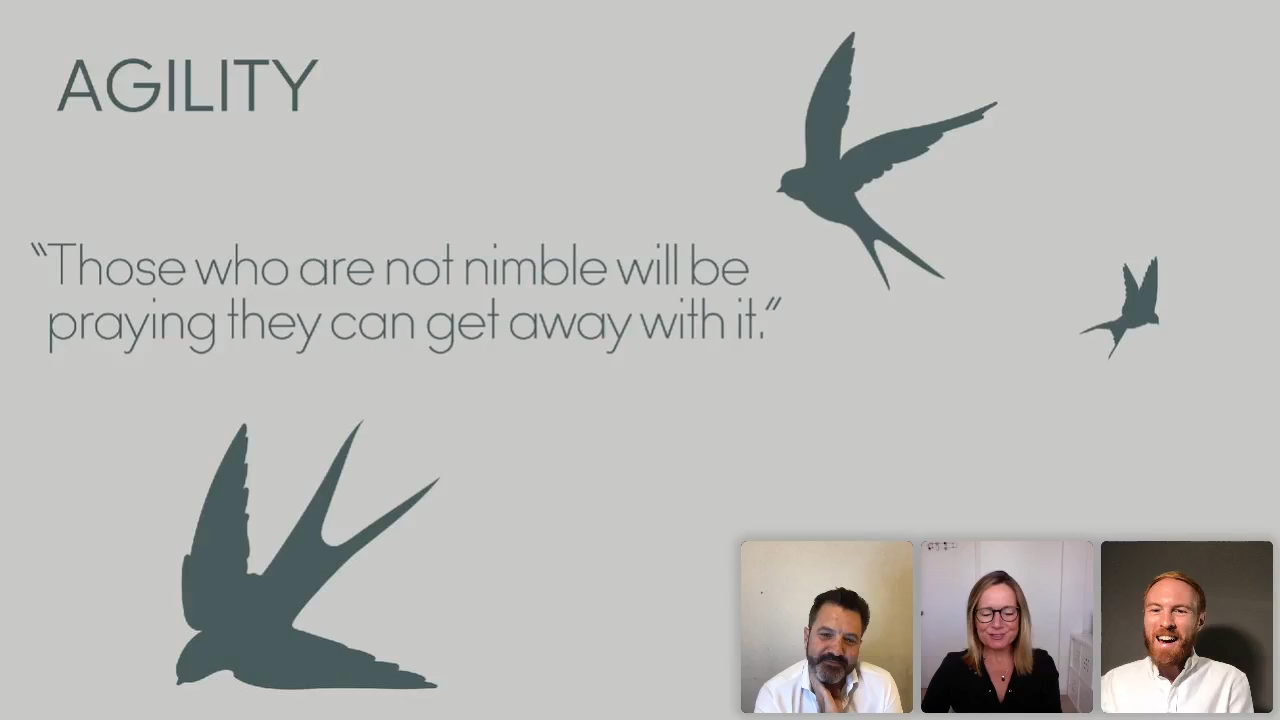 AGILITY
“Those who are not nimble will be
praying they can get away with it.”